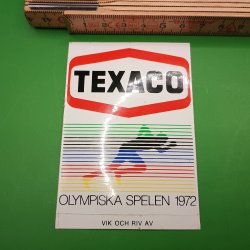 TEXACO
OLYMPISKA SPELEN 1972
VIK OCH RIV AV